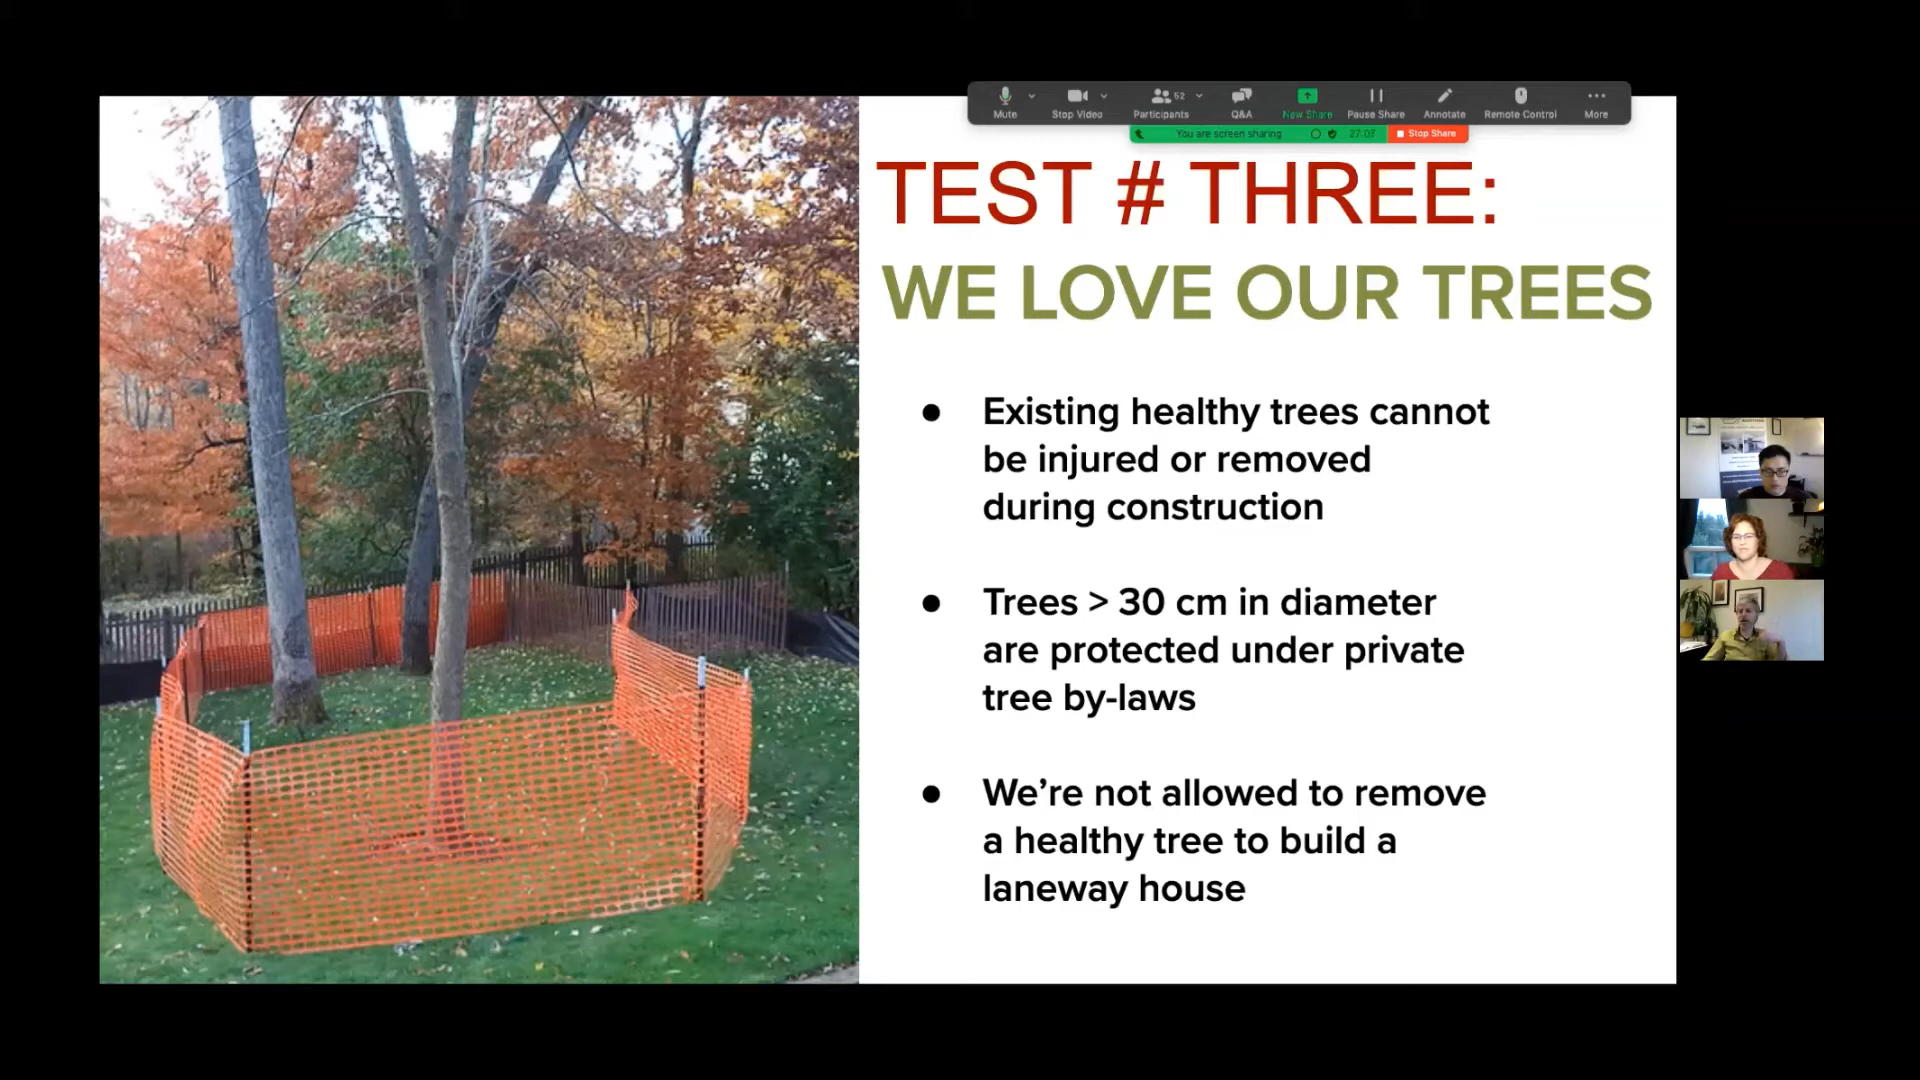 Mute
Stop Video
Participants
52
Q&A
New Share
Pause Share
Annotate
Remote Control
More
You are screen sharing
27:03
Stop Share
TEST # THREE:
WE LOVE OUR TREES
● Existing healthy trees cannot
be injured or removed
during construction
● Trees > 30 cm in diameter
are protected under private
tree by-laws
● We’re not allowed to remove
a healthy tree to build a
laneway house